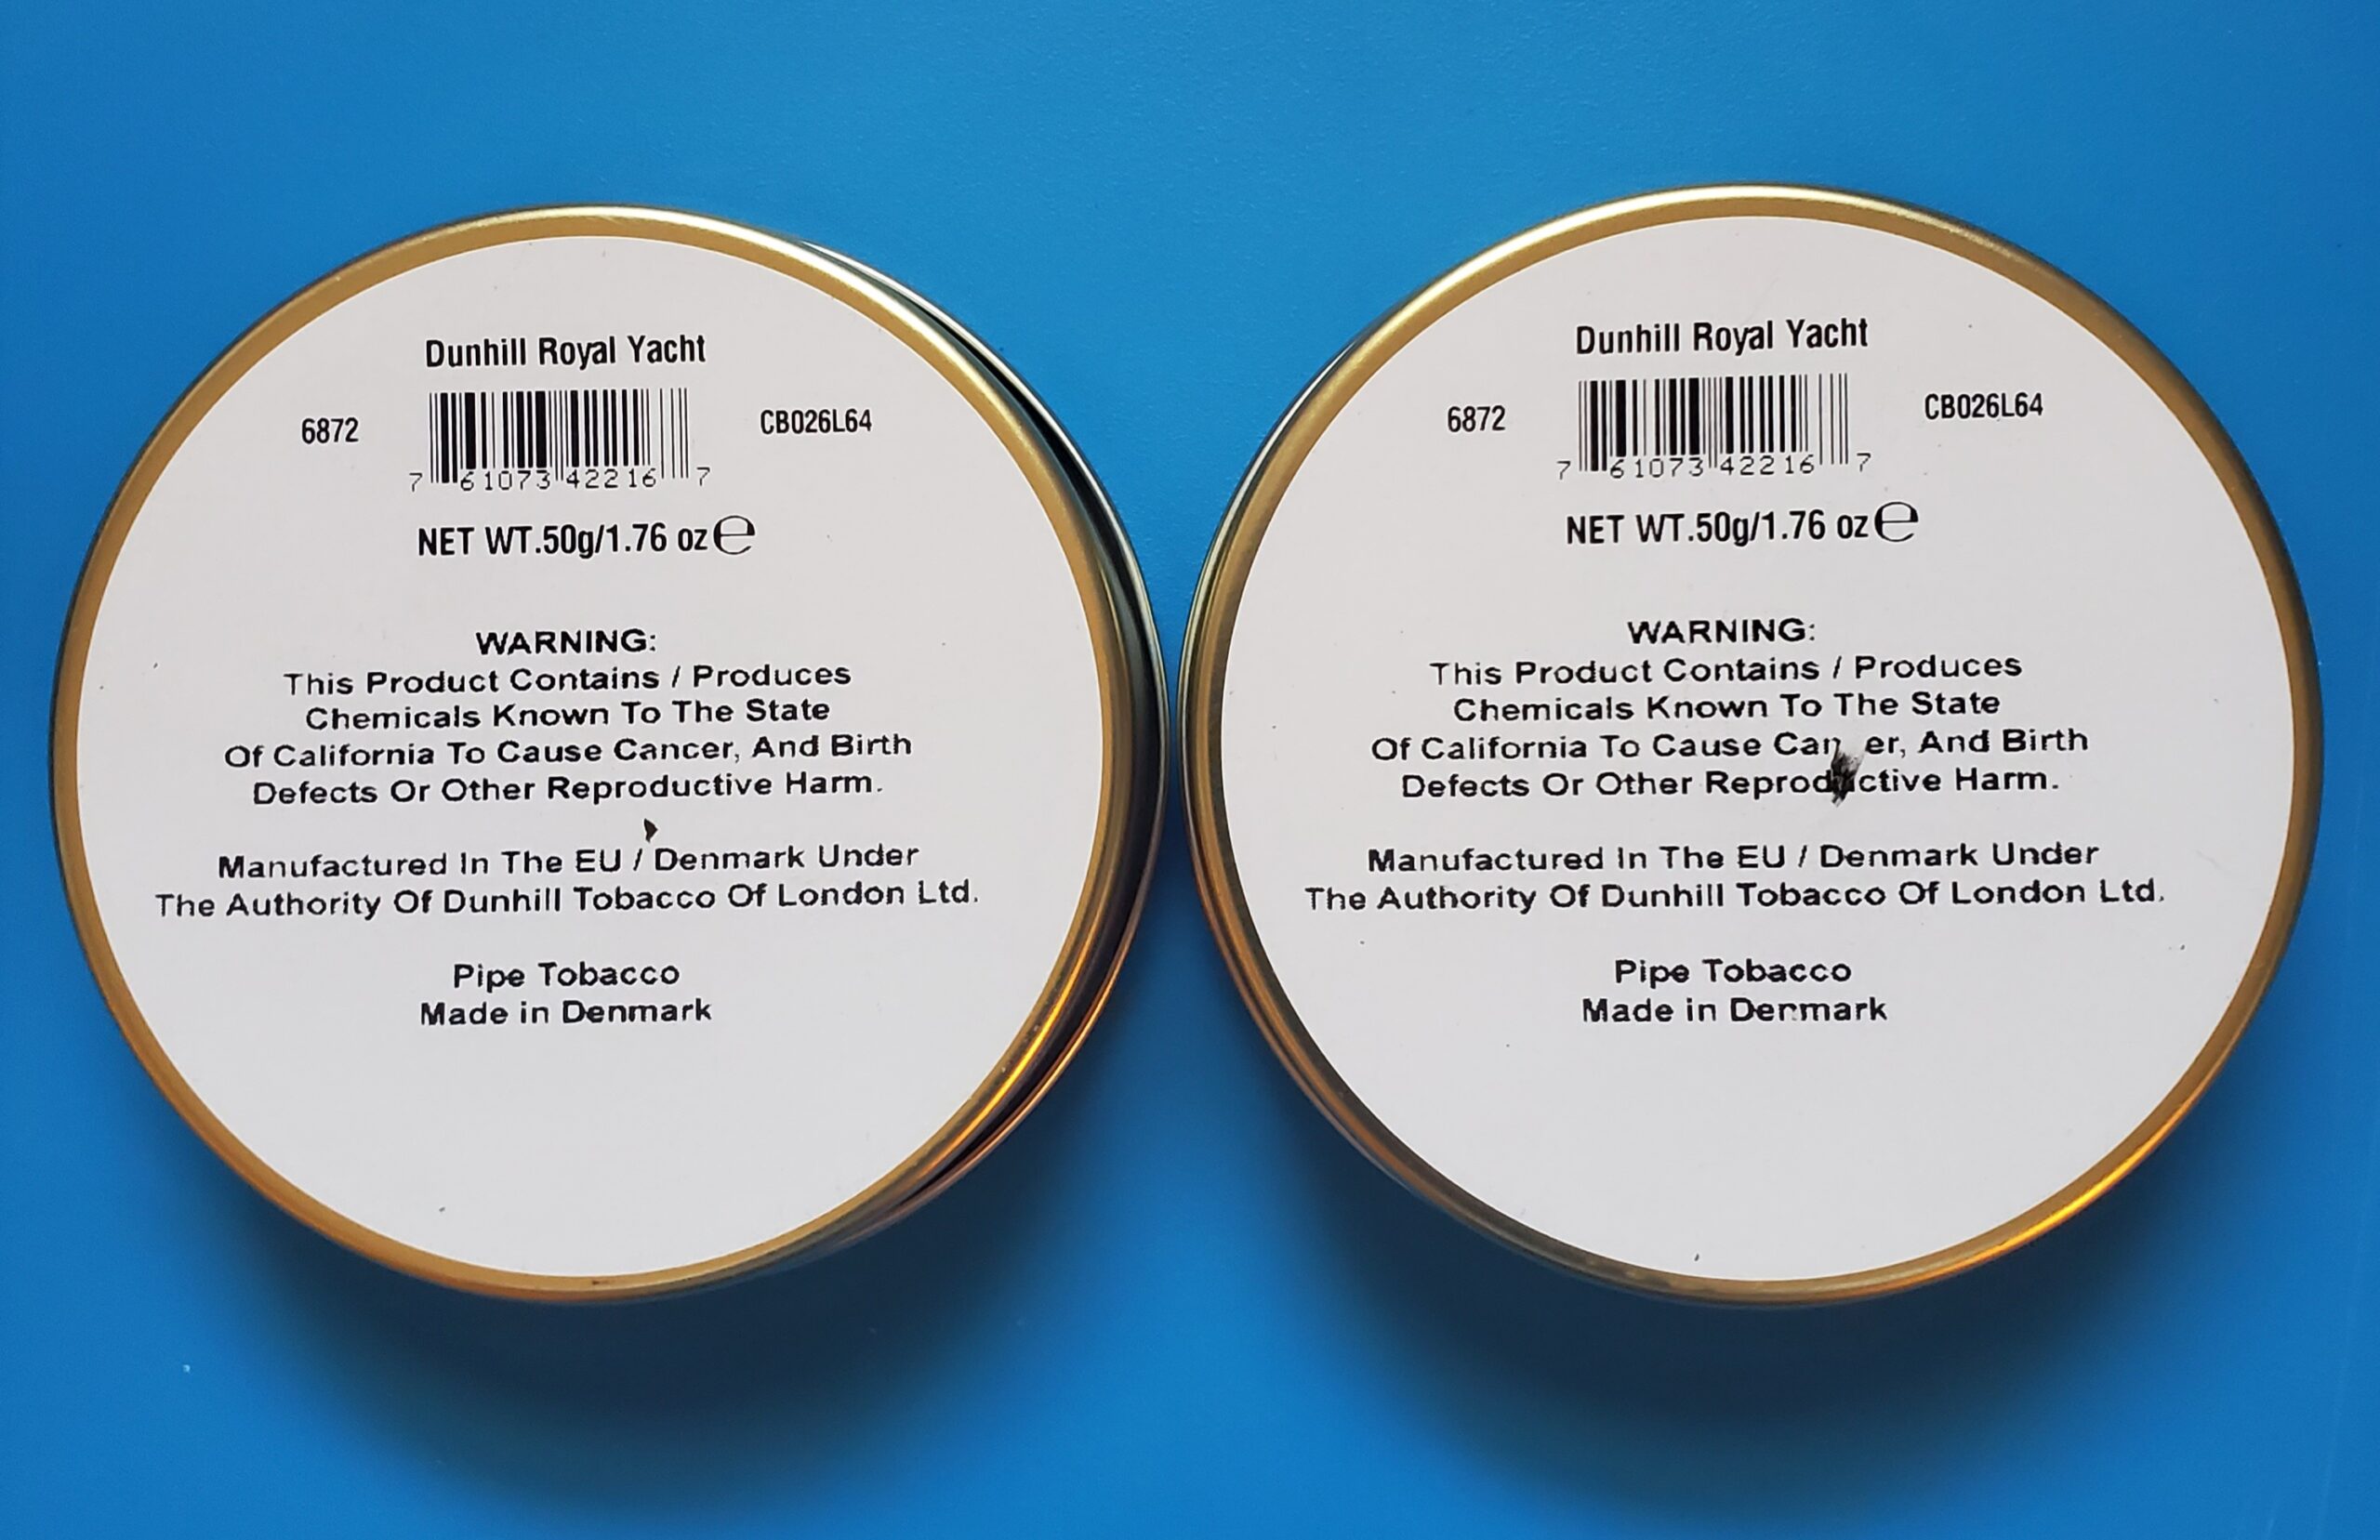 Dunhill Royal Yacht
6872
CB026L64
7 61073 42216 7
NET WT.50g/1.76 oz ℮
WARNING:
This Product Contains / Produces
Chemicals Known To The State
Of California To Cause Cancer, And Birth
Defects Or Other Reproductive Harm.
Manufactured In The EU / Denmark Under
The Authority Of Dunhill Tobacco Of London Ltd.
Pipe Tobacco
Made in Denmark
Dunhill Royal Yacht
6872
CB026L64
7 61073 42216 7
NET WT.50g/1.76 oz ℮
WARNING:
This Product Contains / Produces
Chemicals Known To The State
Of California To Cause Can er, And Birth
Defects Or Other Reproductive Harm.
Manufactured In The EU / Denmark Under
The Authority Of Dunhill Tobacco Of London Ltd.
Pipe Tobacco
Made in Denmark